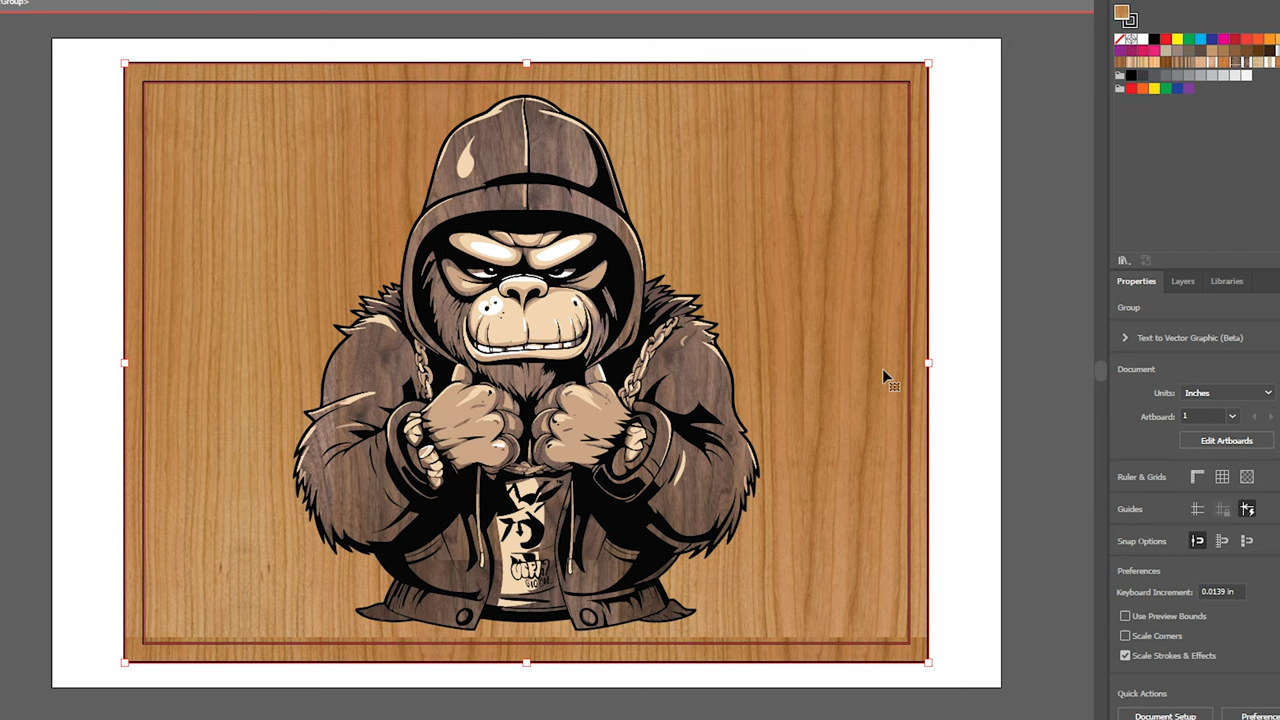 <Group>
Properties
Layers
Libraries
Group
Text to Vector Graphic (Beta)
Document
Units:
Inches
Artboard:
1
Edit Artboards
Ruler & Grids
Guides
Snap Options
Preferences
Keyboard Increment:
0.0139 in
Use Preview Bounds
Scale Corners
Scale Strokes & Effects
Quick Actions
Document Setup
Preferenc